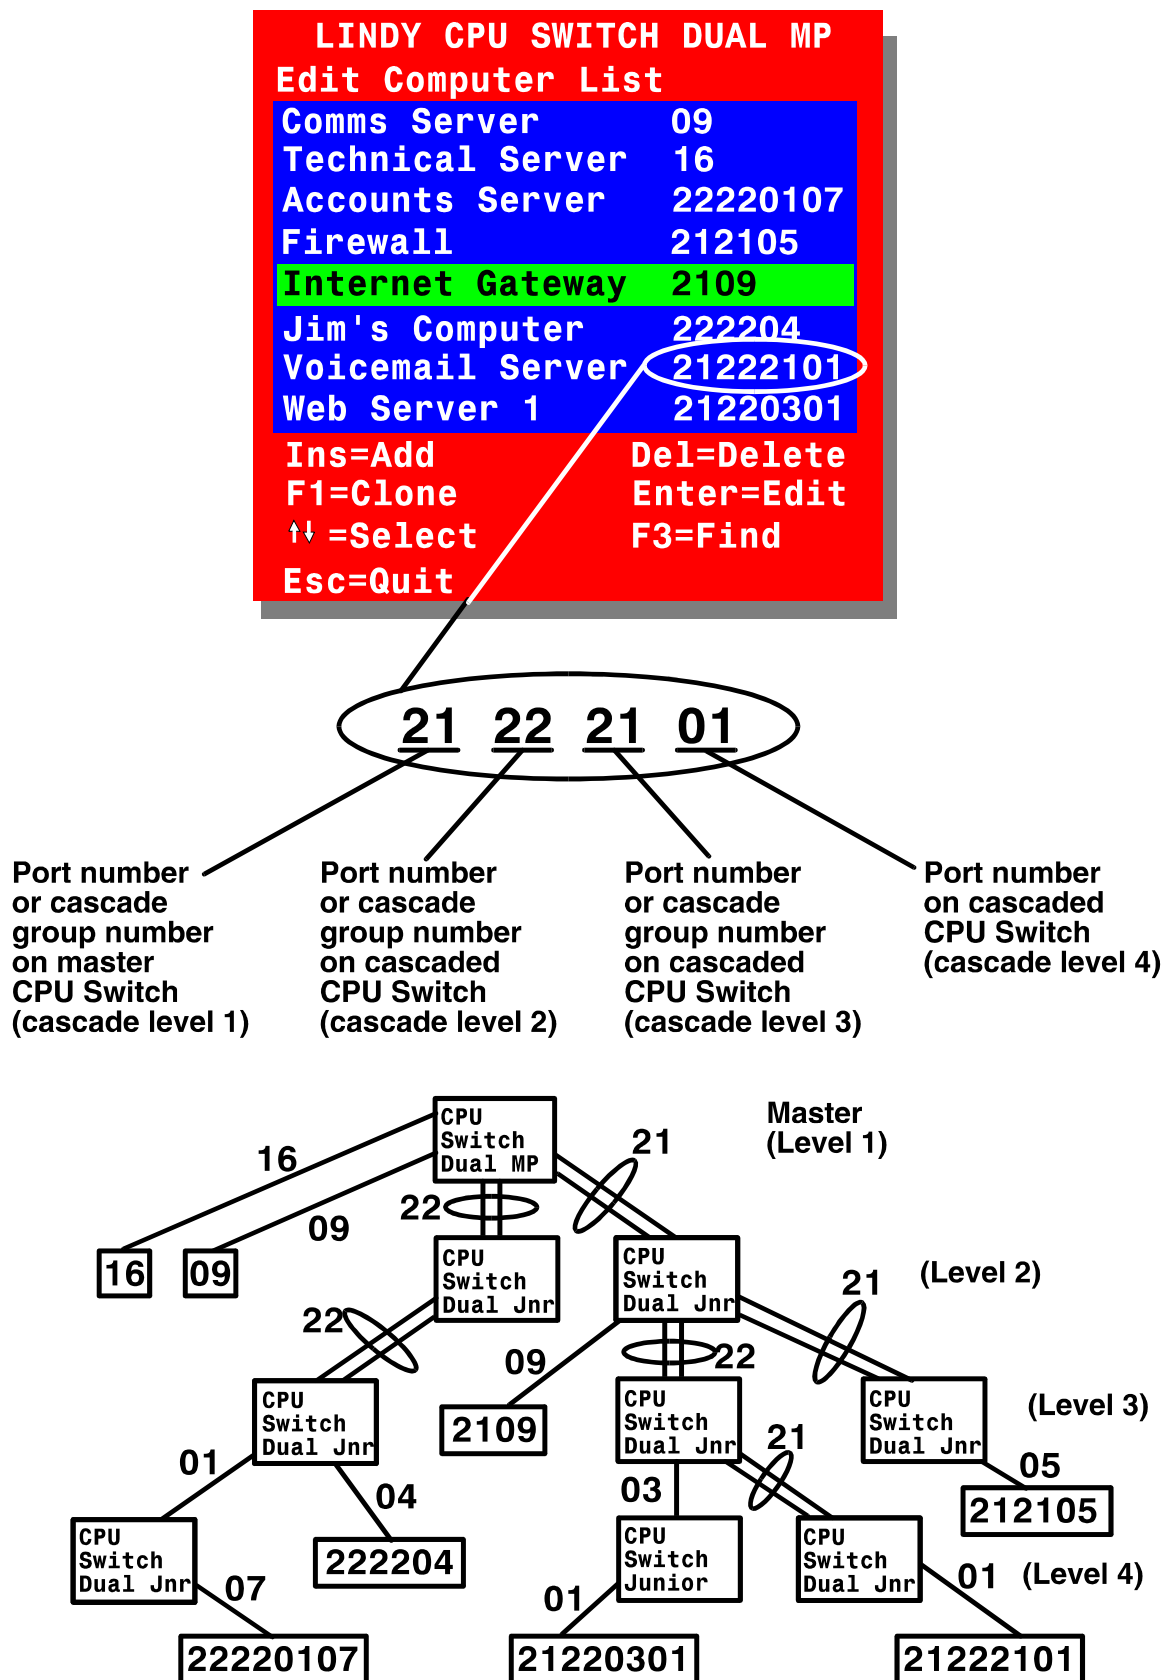 LINDY CPU SWITCH DUAL MP
Edit Computer List
Comms Server 09
Technical Server 16
Accounts Server 22220107
Firewall 212105
Internet Gateway 2109
Jim's Computer 222204
Voicemail Server 21222101
Web Server 1 21220301
Ins=Add Del=Delete
F1=Clone Enter=Edit
↑↓ =Select F3=Find
Esc=Quit
21 22 21 01
Port number
or cascade
group number
on master
CPU Switch
(cascade level 1)
Port number
or cascade
group number
on cascaded
CPU Switch
(cascade level 2)
Port number
or cascade
group number
on cascaded
CPU Switch
(cascade level 3)
Port number
on cascaded
CPU Switch
(cascade level 4)
CPU
Switch
Dual MP
Master
(Level 1)
16
09
22
21
16
09
CPU
Switch
Dual Jnr
CPU
Switch
Dual Jnr
(Level 2)
22
09
22
21
CPU
Switch
Dual Jnr
2109
CPU
Switch
Dual Jnr
CPU
Switch
Dual Jnr
(Level 3)
01
04
03
21
05
212105
CPU
Switch
Dual Jnr
222204
CPU
Switch
Junior
CPU
Switch
Dual Jnr
(Level 4)
07
01
01
22220107
21220301
21222101